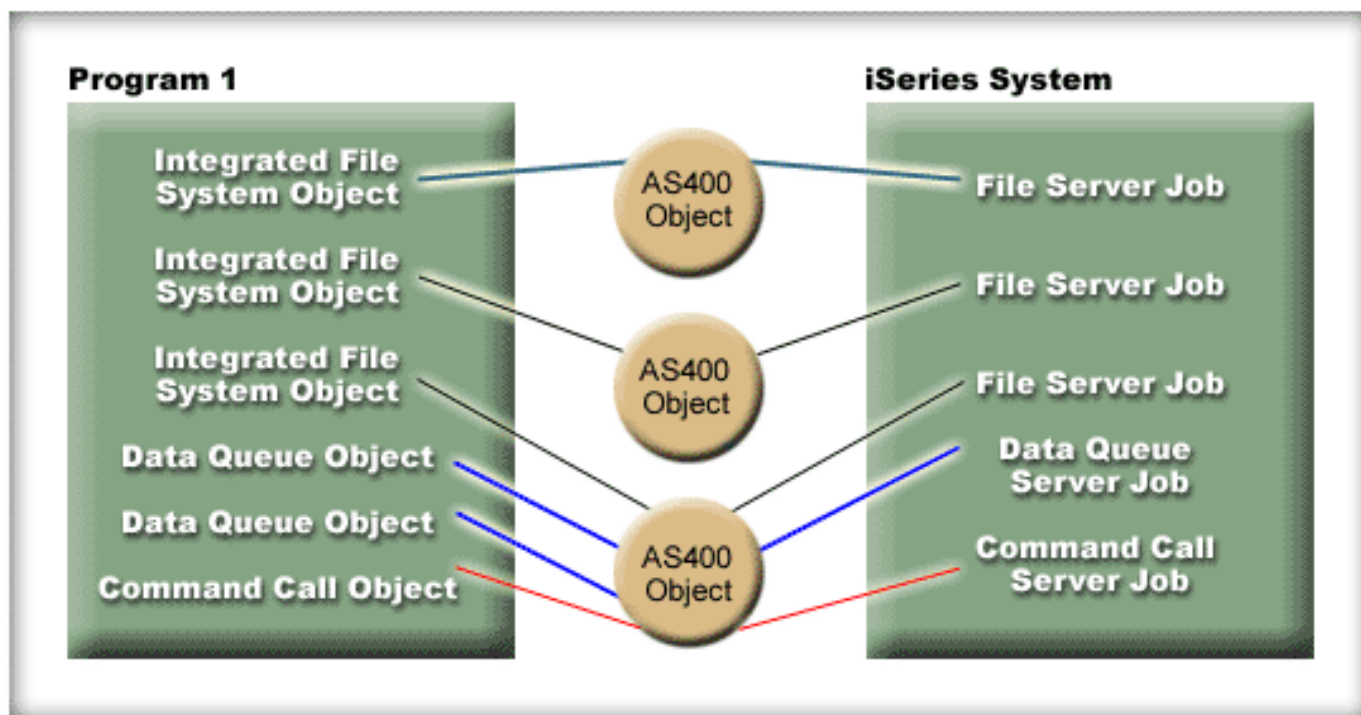 Program 1
Integrated File
System Object
Integrated File
System Object
Integrated File
System Object
Data Queue Object
Data Queue Object
Command Call Object
AS400
Object
AS400
Object
AS400
Object
iSeries System
File Server Job
File Server Job
File Server Job
Data Queue
Server Job
Command Call
Server Job